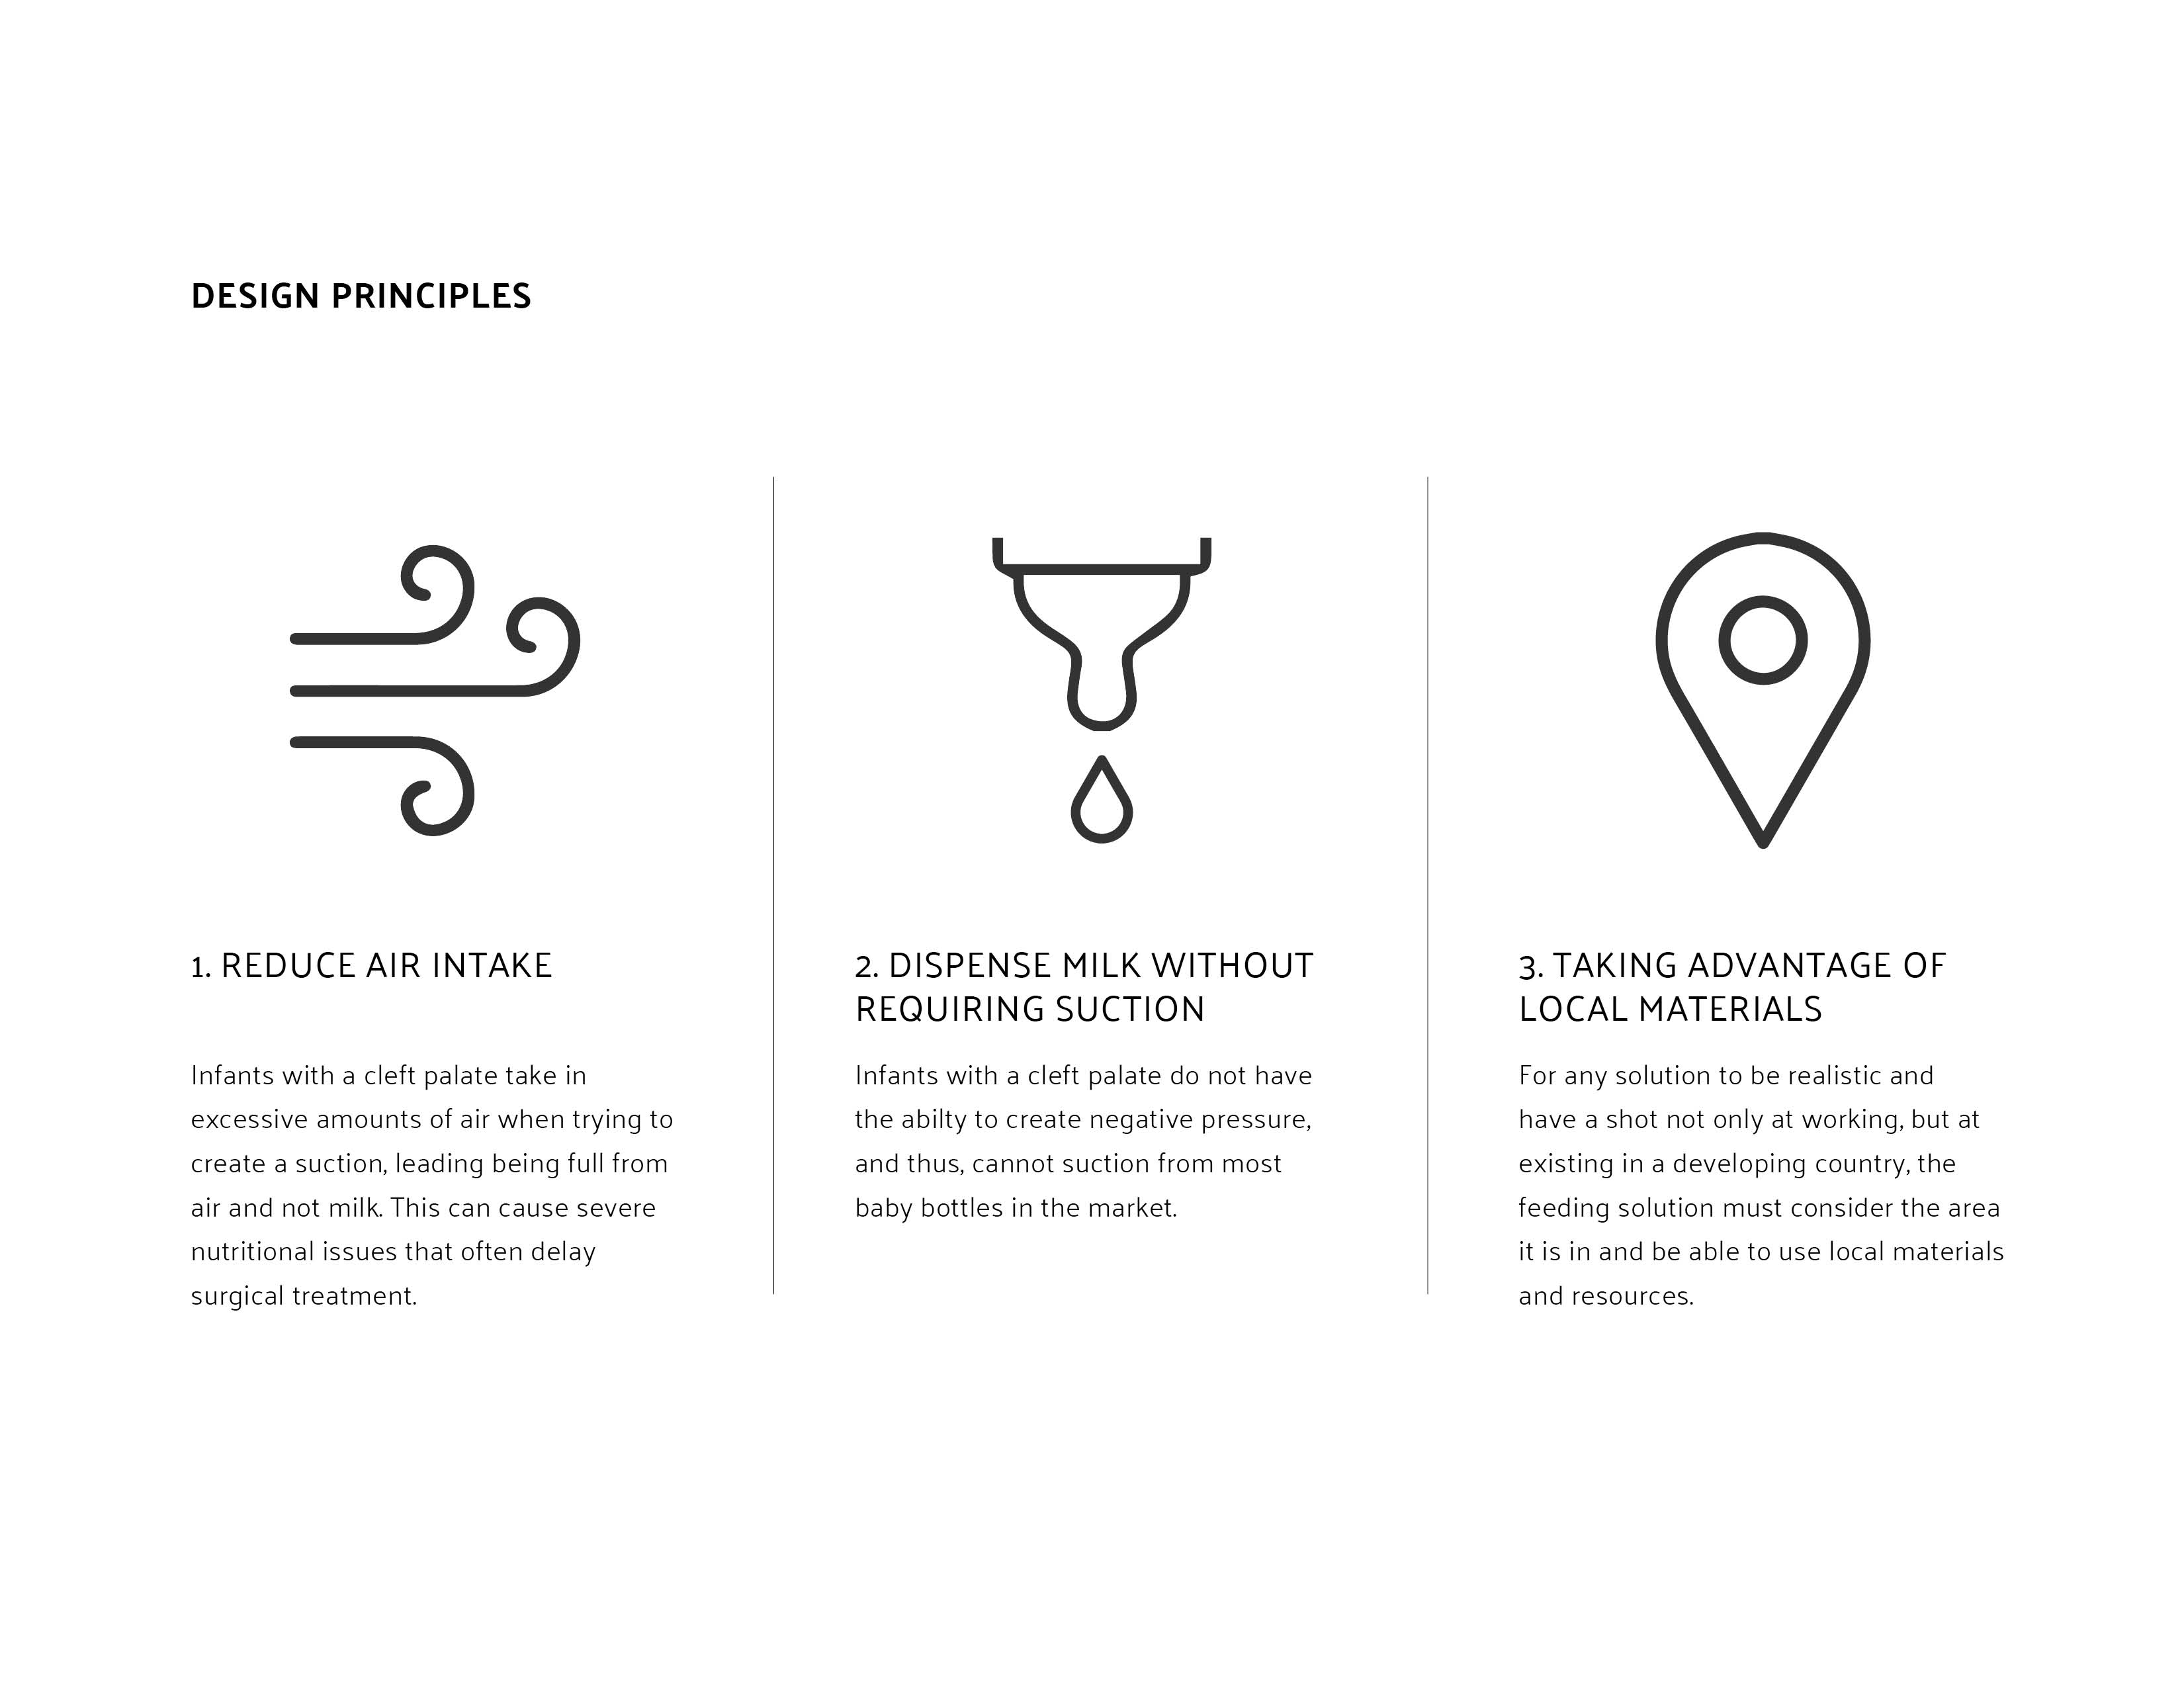 DESIGN PRINCIPLES
1. REDUCE AIR INTAKE
Infants with a cleft palate take in
excessive amounts of air when trying to
create a suction, leading being full from
air and not milk. This can cause severe
nutritional issues that often delay
surgical treatment.
2. DISPENSE MILK WITHOUT
REQUIRING SUCTION
Infants with a cleft palate do not have
the abilty to create negative pressure,
and thus, cannot suction from most
baby bottles in the market.
3. TAKING ADVANTAGE OF
LOCAL MATERIALS
For any solution to be realistic and
have a shot not only at working, but at
existing in a developing country, the
feeding solution must consider the area
it is in and be able to use local materials
and resources.